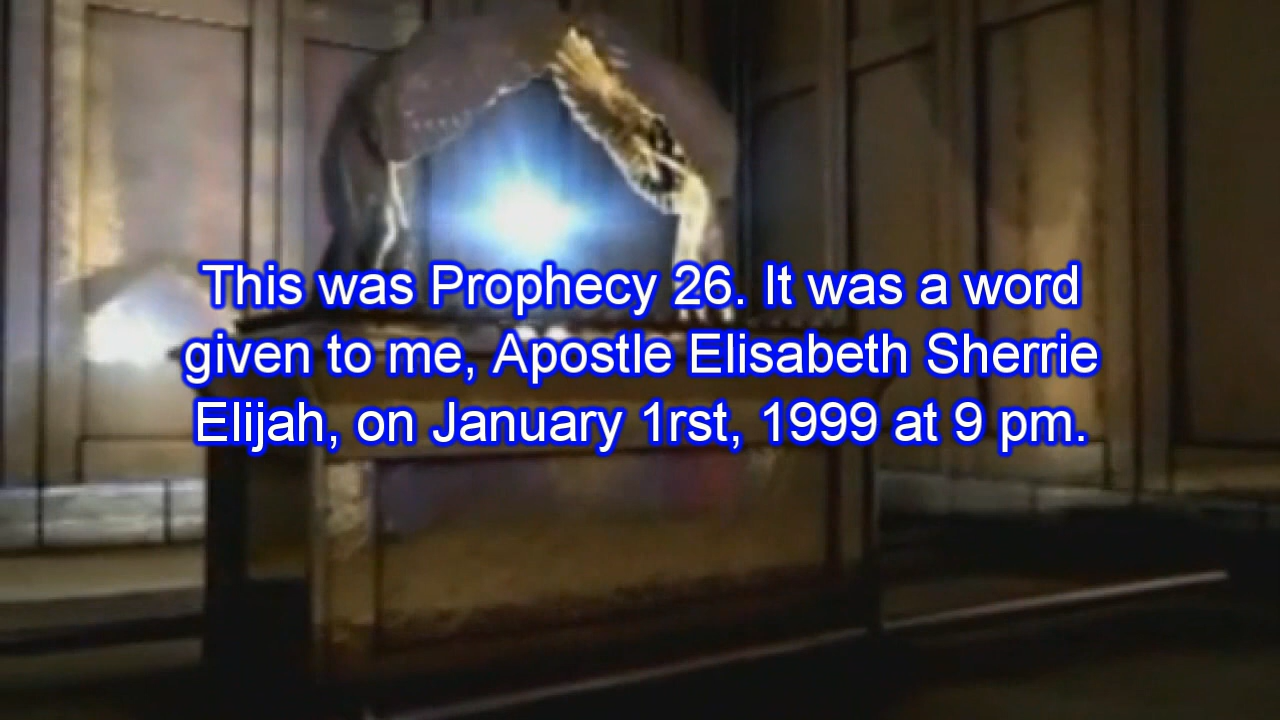 This was Prophecy 26. It was a word
given to me, Apostle Elisabeth Sherrie
Elijah, on January 1rst, 1999 at 9 pm.